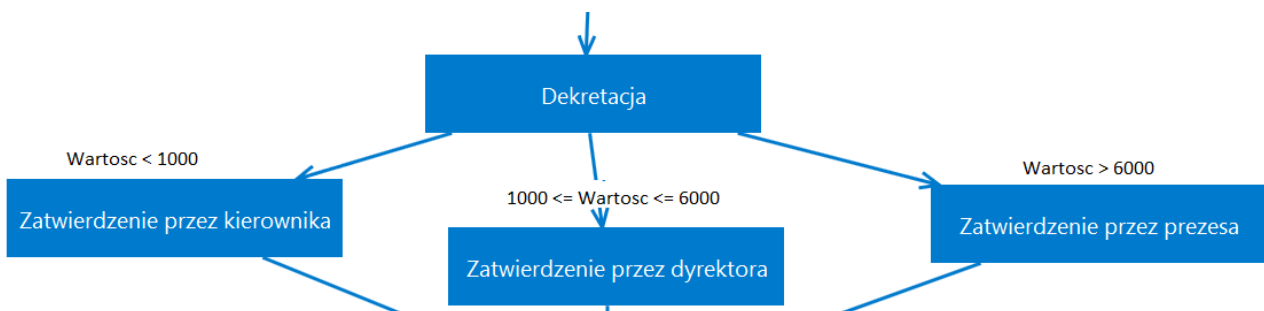 Dekretacja
Wartosc < 1000
Wartosc > 6000
1000 <= Wartosc <= 6000
Zatwierdzenie przez kierownika
Zatwierdzenie przez prezesa
Zatwierdzenie przez dyrektora